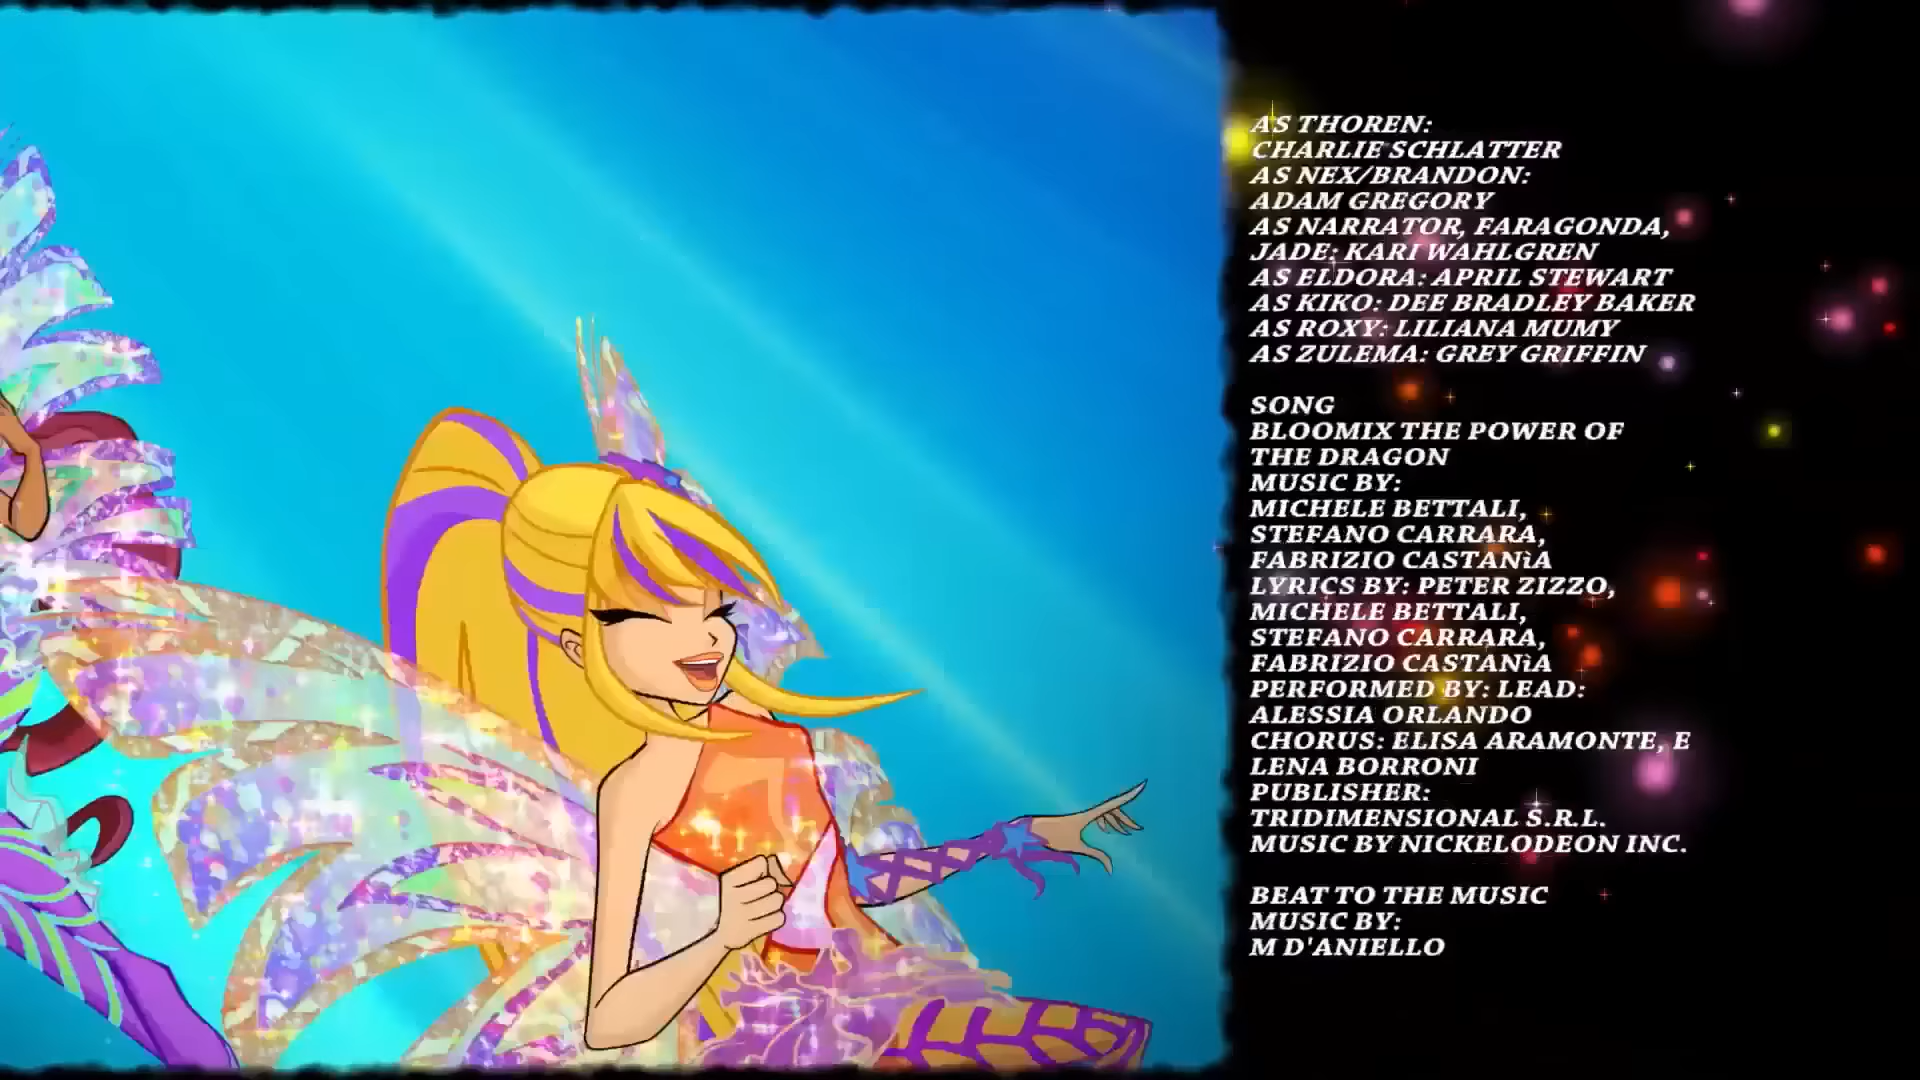 AS THOREN:
CHARLIE SCHLATTER
AS NEX/BRANDON:
ADAM GREGORY
AS NARRATOR, FARAGONDA,
JADE: KARI WAHLGREN
AS ELDORA: APRIL STEWART
AS KIKO: DEE BRADLEY BAKER
AS ROXY: LILIANA MUMY
AS ZULEMA: GREY GRIFFIN
SONG
BLOOMIX THE POWER OF
THE DRAGON
MUSIC BY:
MICHELE BETTALI,
STEFANO CARRARA,
FABRIZIO CASTANìA
LYRICS BY: PETER ZIZZO,
MICHELE BETTALI,
STEFANO CARRARA,
FABRIZIO CASTANìA
PERFORMED BY: LEAD:
ALESSIA ORLANDO
CHORUS: ELISA ARAMONTE, E
LENA BORRONI
PUBLISHER:
TRIDIMENSIONAL S.R.L.
MUSIC BY NICKELODEON INC.
BEAT TO THE MUSIC
MUSIC BY:
M D'ANIELLO